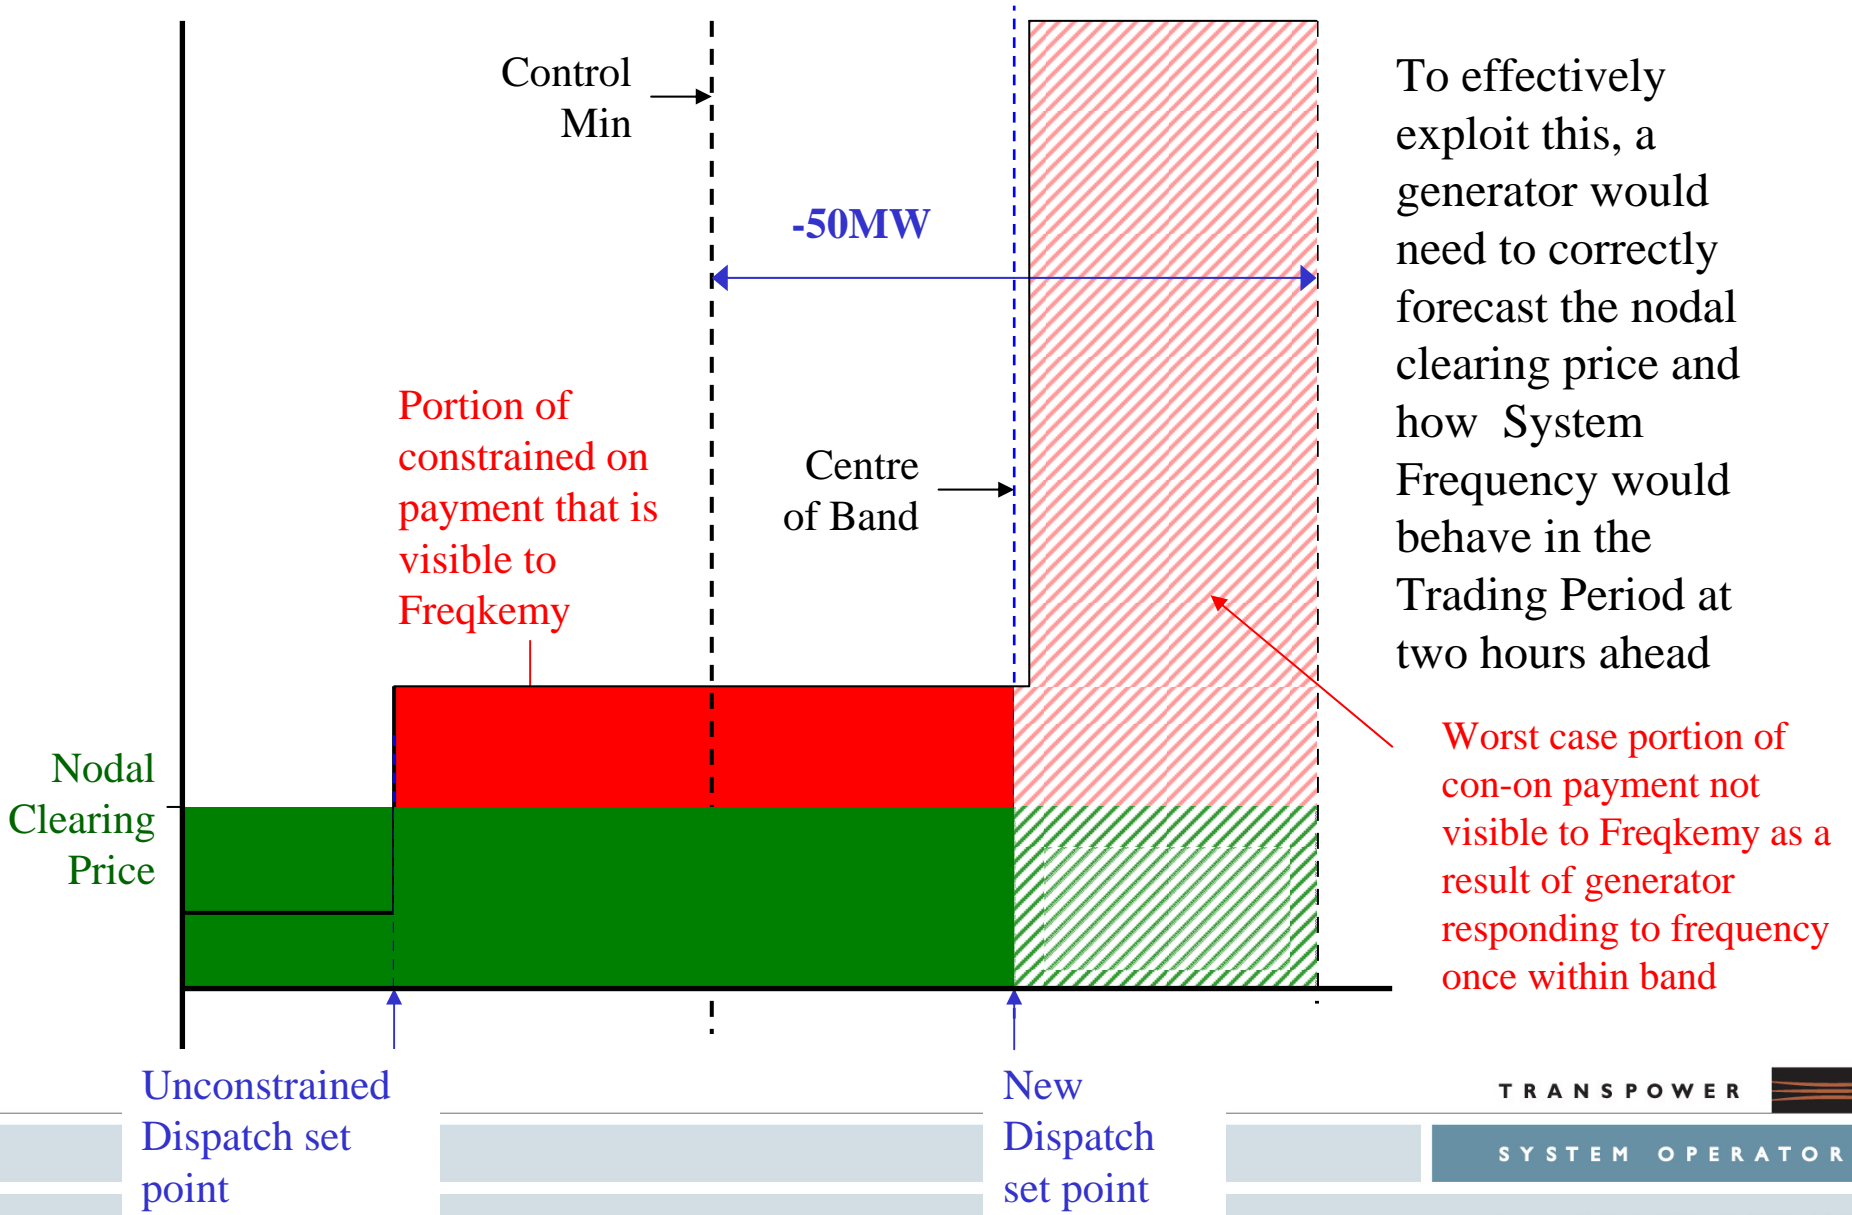 Control
Min
-50MW
Portion of
constrained on
payment that is
visible to
Freqkemy
Centre
of Band
To effectively
exploit this, a
generator would
need to correctly
forecast the nodal
clearing price and
how System
Frequency would
behave in the
Trading Period at
two hours ahead
Nodal
Clearing
Price
Worst case portion of
con-on payment not
visible to Freqkemy as a
result of generator
responding to frequency
once within band
Unconstrained
Dispatch set
point
New
Dispatch
set point
TRANSPOWER
SYSTEM OPERATOR